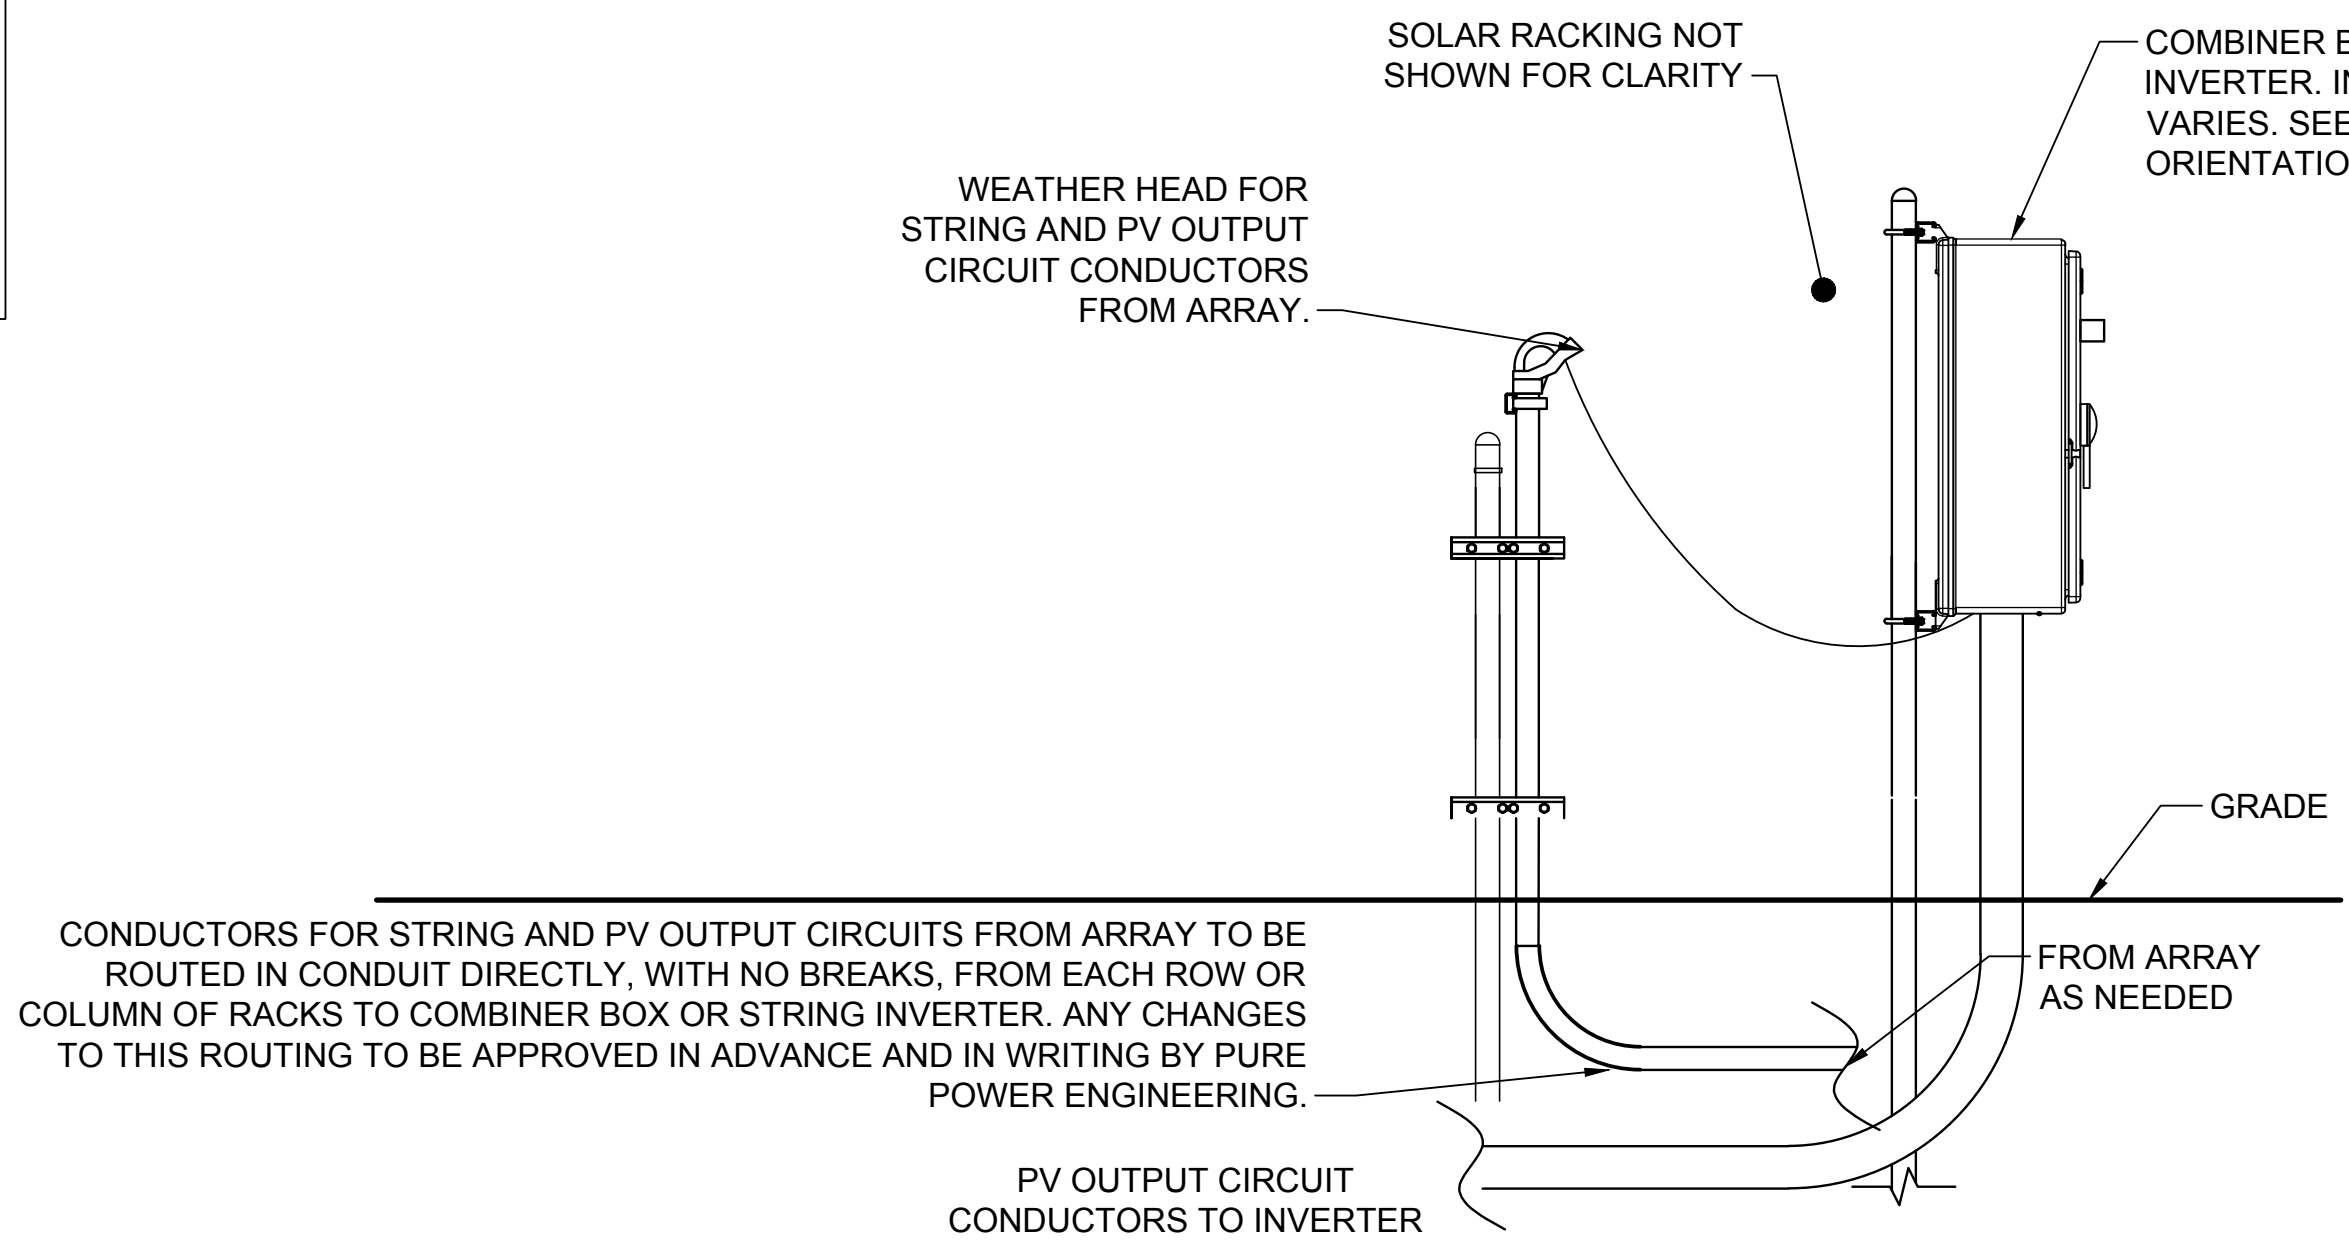 SOLAR RACKING NOT
SHOWN FOR CLARITY
COMBINER
INVERTER.
VARIES. SEE
WEATHER HEAD FOR
STRING AND PV OUTPUT
CIRCUIT CONDUCTORS
FROM ARRAY.
GRADE
CONDUCTORS FOR STRING AND PV OUTPUT CIRCUITS FROM ARRAY TO BE
ROUTED IN CONDUIT DIRECTLY, WITH NO BREAKS, FROM EACH ROW OR
COLUMN OF RACKS TO COMBINER BOX OR STRING INVERTER. ANY CHANGES
TO THIS ROUTING TO BE APPROVED IN ADVANCE AND IN WRITING BY PURE
POWER ENGINEERING.
FROM ARRAY
AS NEEDED
PV OUTPUT CIRCUIT
CONDUCTORS TO INVERTER